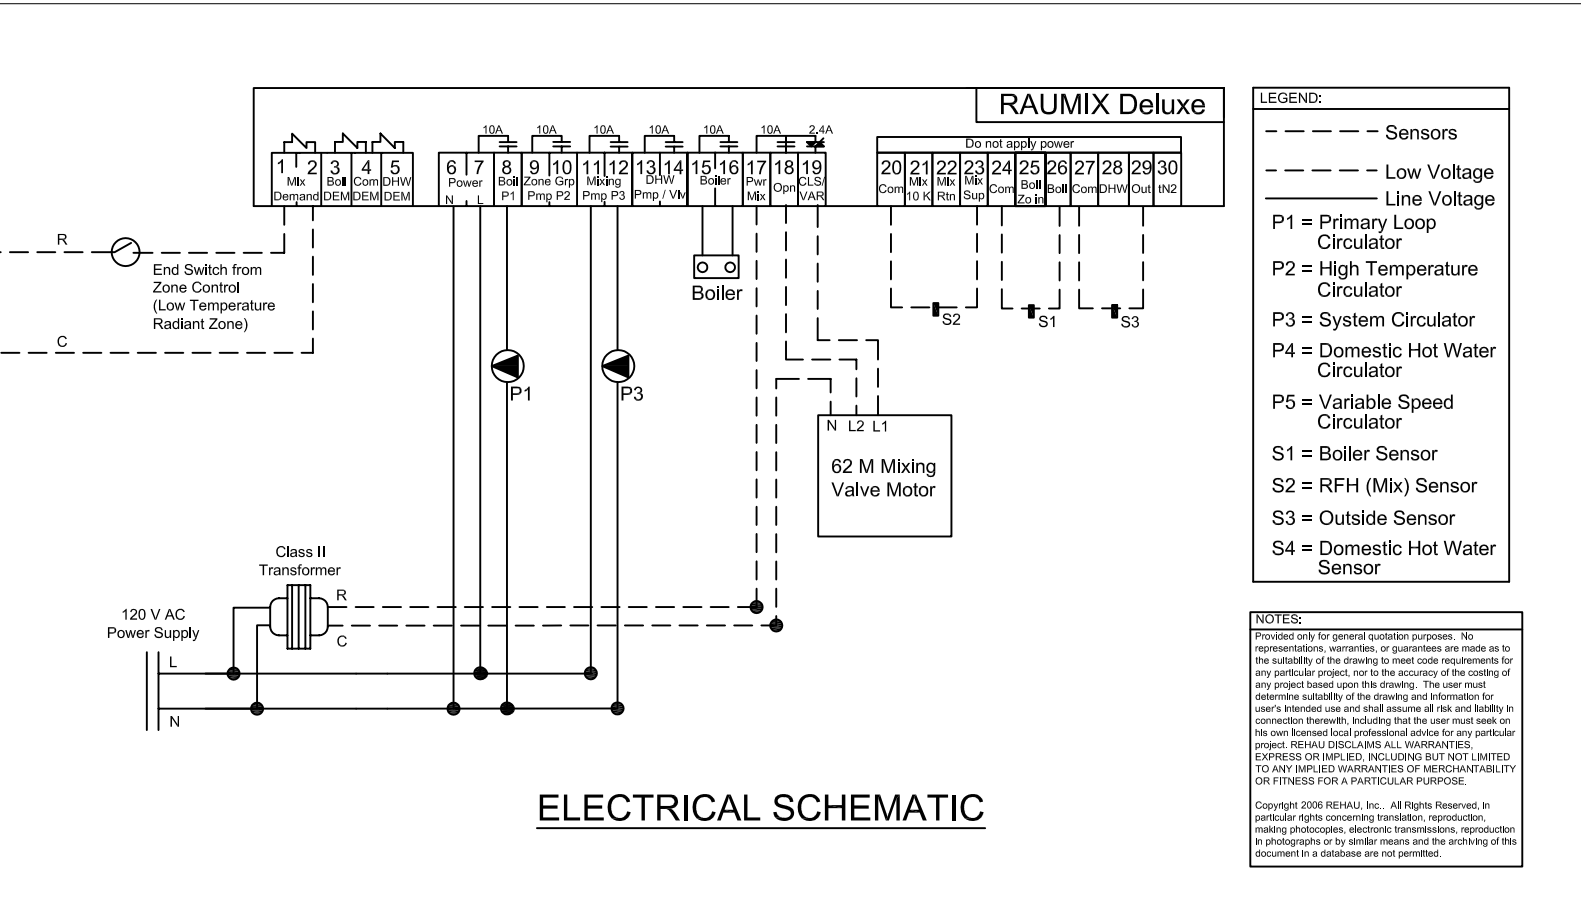 RAUMIX Deluxe
10A 10A 10A 10A 10A 10A 2.4A
Do not apply power
1 2 3 4 5 6 7 8 9 10 11 12 13 14 15 16 17 18 19 20 21 22 23 24 25 26 27 28 29 30
Mix Demand
Boil DEM
Com DEM
DHW DEM
Power
N L
Boil P1
Zone Grp Pmp P2
Mixing Pmp P3
DHW Pmp / Vlv
Boiler
Pwr Mix
Opn
CLS/ VAR
Com
Mix 10 K
Mix Rtn
Mix Sup
Com
Boil Zo in
Boil
Com
DHW
Out
tN2
R
End Switch from
Zone Control
(Low Temperature
Radiant Zone)
C
Boiler
S2
S1
S3
P1
P3
N L2 L1
62 M Mixing
Valve Motor
Class II
Transformer
R
C
120 V AC
Power Supply
L
N
ELECTRICAL SCHEMATIC
LEGEND:
Sensors
Low Voltage
Line Voltage
P1 = Primary Loop
Circulator
P2 = High Temperature
Circulator
P3 = System Circulator
P4 = Domestic Hot Water
Circulator
P5 = Variable Speed
Circulator
S1 = Boiler Sensor
S2 = RFH (Mix) Sensor
S3 = Outside Sensor
S4 = Domestic Hot Water
Sensor
NOTES:
Provided only for general quotation purposes. No
representations, warranties, or guarantees are made as to
the suitability of the drawing to meet code requirements for
any particular project, nor to the accuracy of the costing of
any project based upon this drawing. The user must
determine suitability of the drawing and information for
user's intended use and shall assume all risk and liability in
connection therewith, including that the user must seek on
his own licensed local professional advice for any particular
project. REHAU DISCLAIMS ALL WARRANTIES,
EXPRESS OR IMPLIED, INCLUDING BUT NOT LIMITED
TO ANY IMPLIED WARRANTIES OF MERCHANTABILITY
OR FITNESS FOR A PARTICULAR PURPOSE.
Copyright 2006 REHAU, Inc.. All Rights Reserved, in
particular rights concerning translation, reproduction,
making photocopies, electronic transmissions, reproduction
in photographs or by similar means and the archiving of this
document in a database are not permitted.